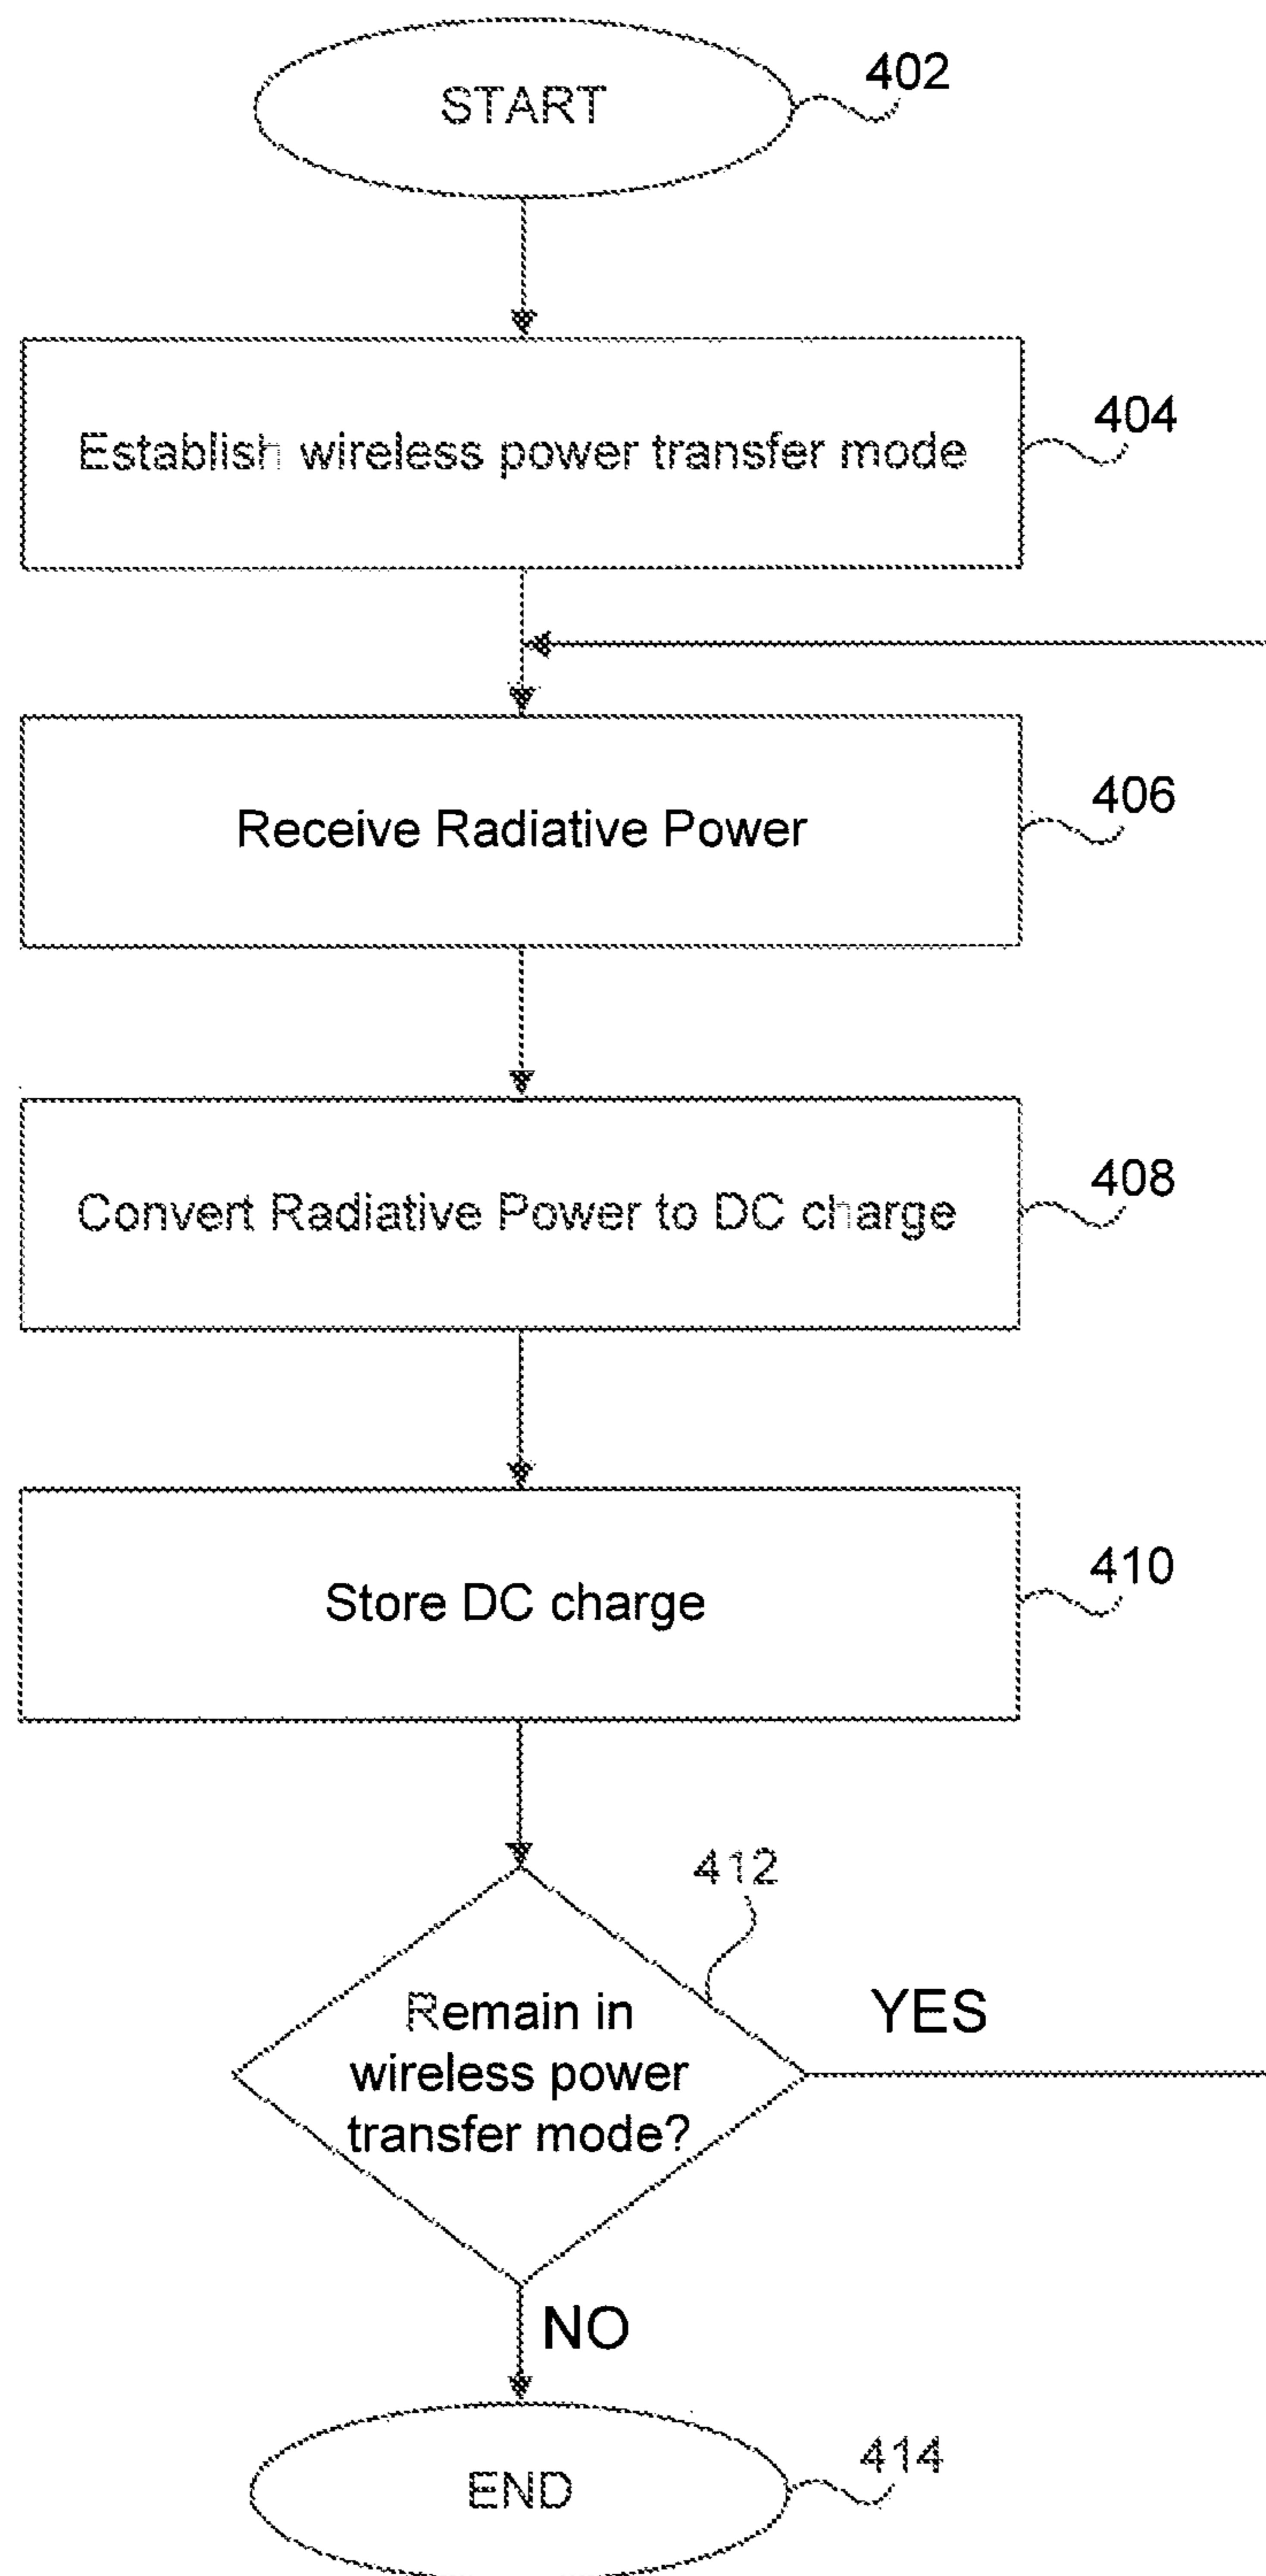 START
402
Establish wireless power transfer mode
404
Receive Radiative Power
406
Convert Radiative Power to DC charge
408
Store DC charge
410
412
Remain in
wireless power
transfer mode?
YES
NO
END
414